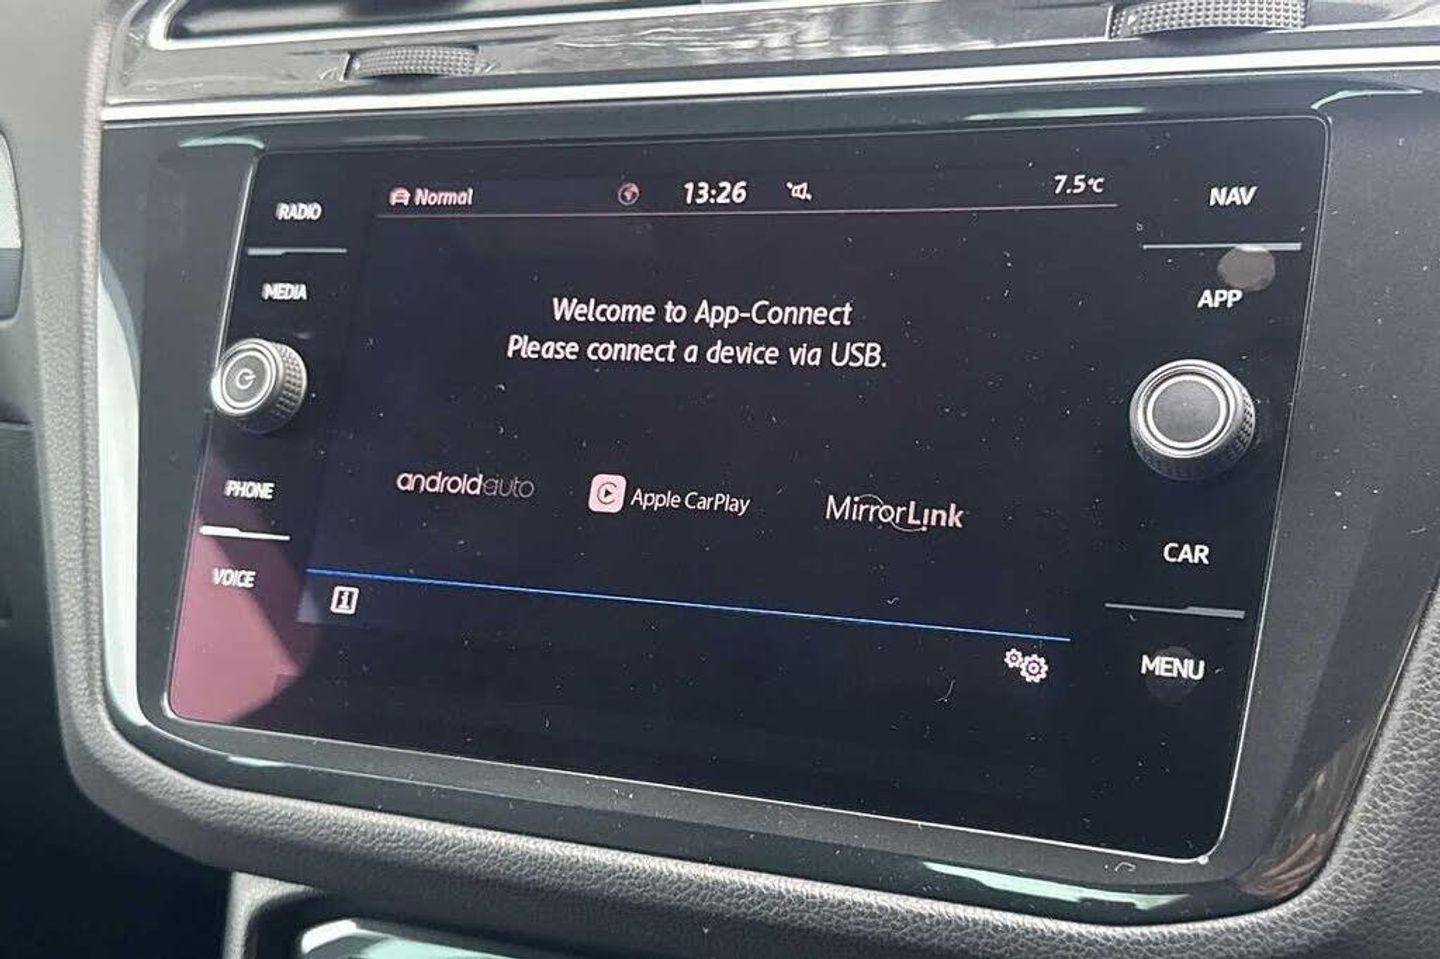 Normal 13:26 7.5°C
RADIO
NAV
MEDIA
APP
Welcome to App-Connect
Please connect a device via USB.
PHONE
androidauto Apple CarPlay MirrorLink
CAR
VOICE
MENU